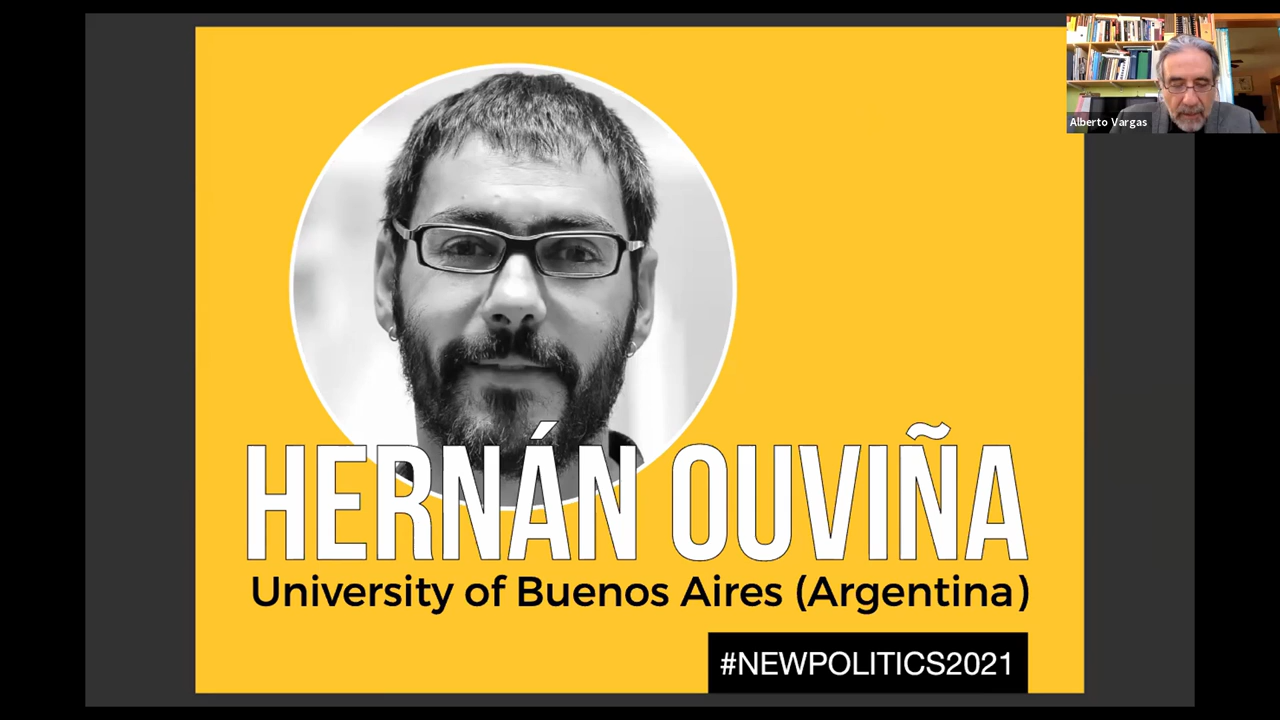 Alberto Vargas
HERNÁN OUVIÑA
University of Buenos Aires (Argentina)
#NEWPOLITICS2021